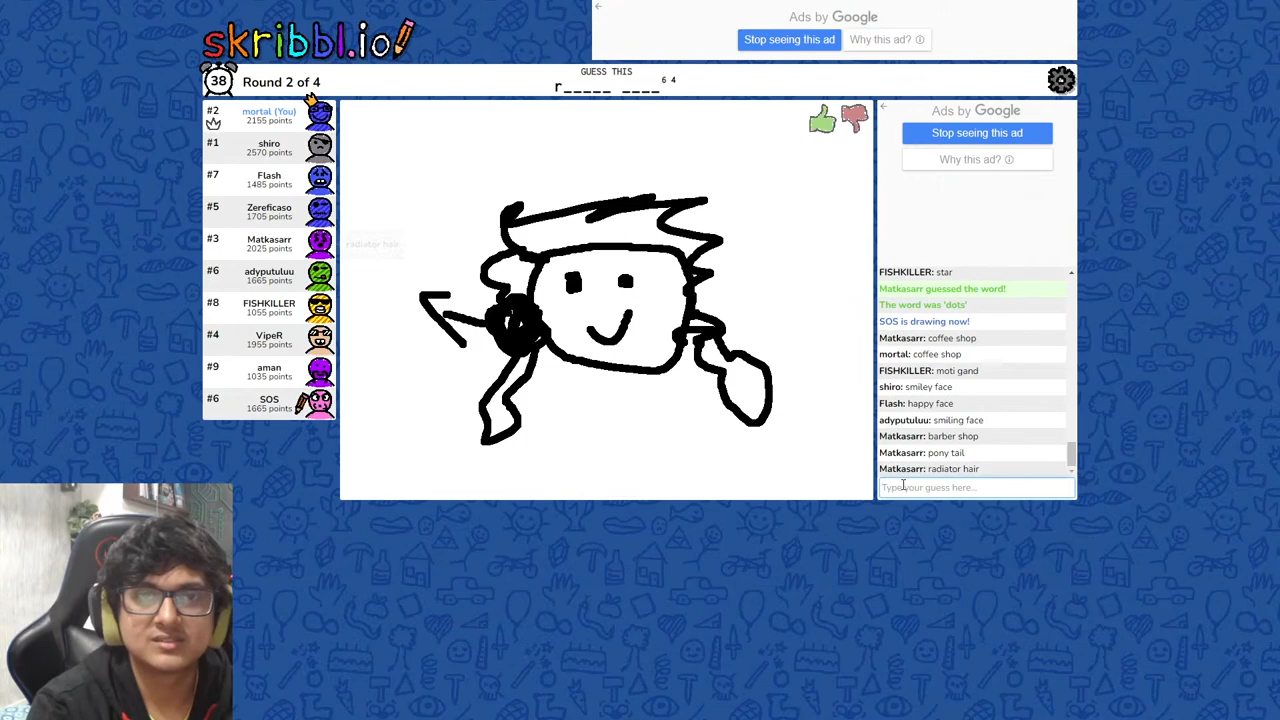 Ads by Google
Stop seeing this ad
Why this ad?
skribbl.io
38
Round 2 of 4
GUESS THIS
r_____ ____ 6 4
#2 mortal (You)
2155 points
#1 shiro
2570 points
#7 Flash
1485 points
#5 Zereficaso
1705 points
#3 Matkasarr
2025 points
#6 adyputuluu
1665 points
#8 FISHKILLER
1055 points
#4 VipeR
1955 points
#9 aman
1035 points
#6 SOS
1665 points
radiator hair
Ads by Google
Stop seeing this ad
Why this ad?
FISHKILLER: star
Matkasarr guessed the word!
The word was 'dots'
SOS is drawing now!
Matkasarr: coffee shop
mortal: coffee shop
FISHKILLER: moti gand
shiro: smiley face
Flash: happy face
adyputuluu: smiling face
Matkasarr: barber shop
Matkasarr: pony tail
Matkasarr: radiator hair
Type your guess here...